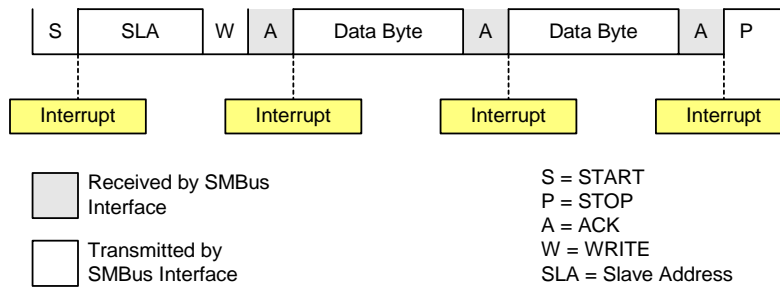 S SLA W A Data Byte A Data Byte A P
Interrupt Interrupt Interrupt Interrupt
Received by SMBus
Interface
Transmitted by
SMBus Interface
S = START
P = STOP
A = ACK
W = WRITE
SLA = Slave Address